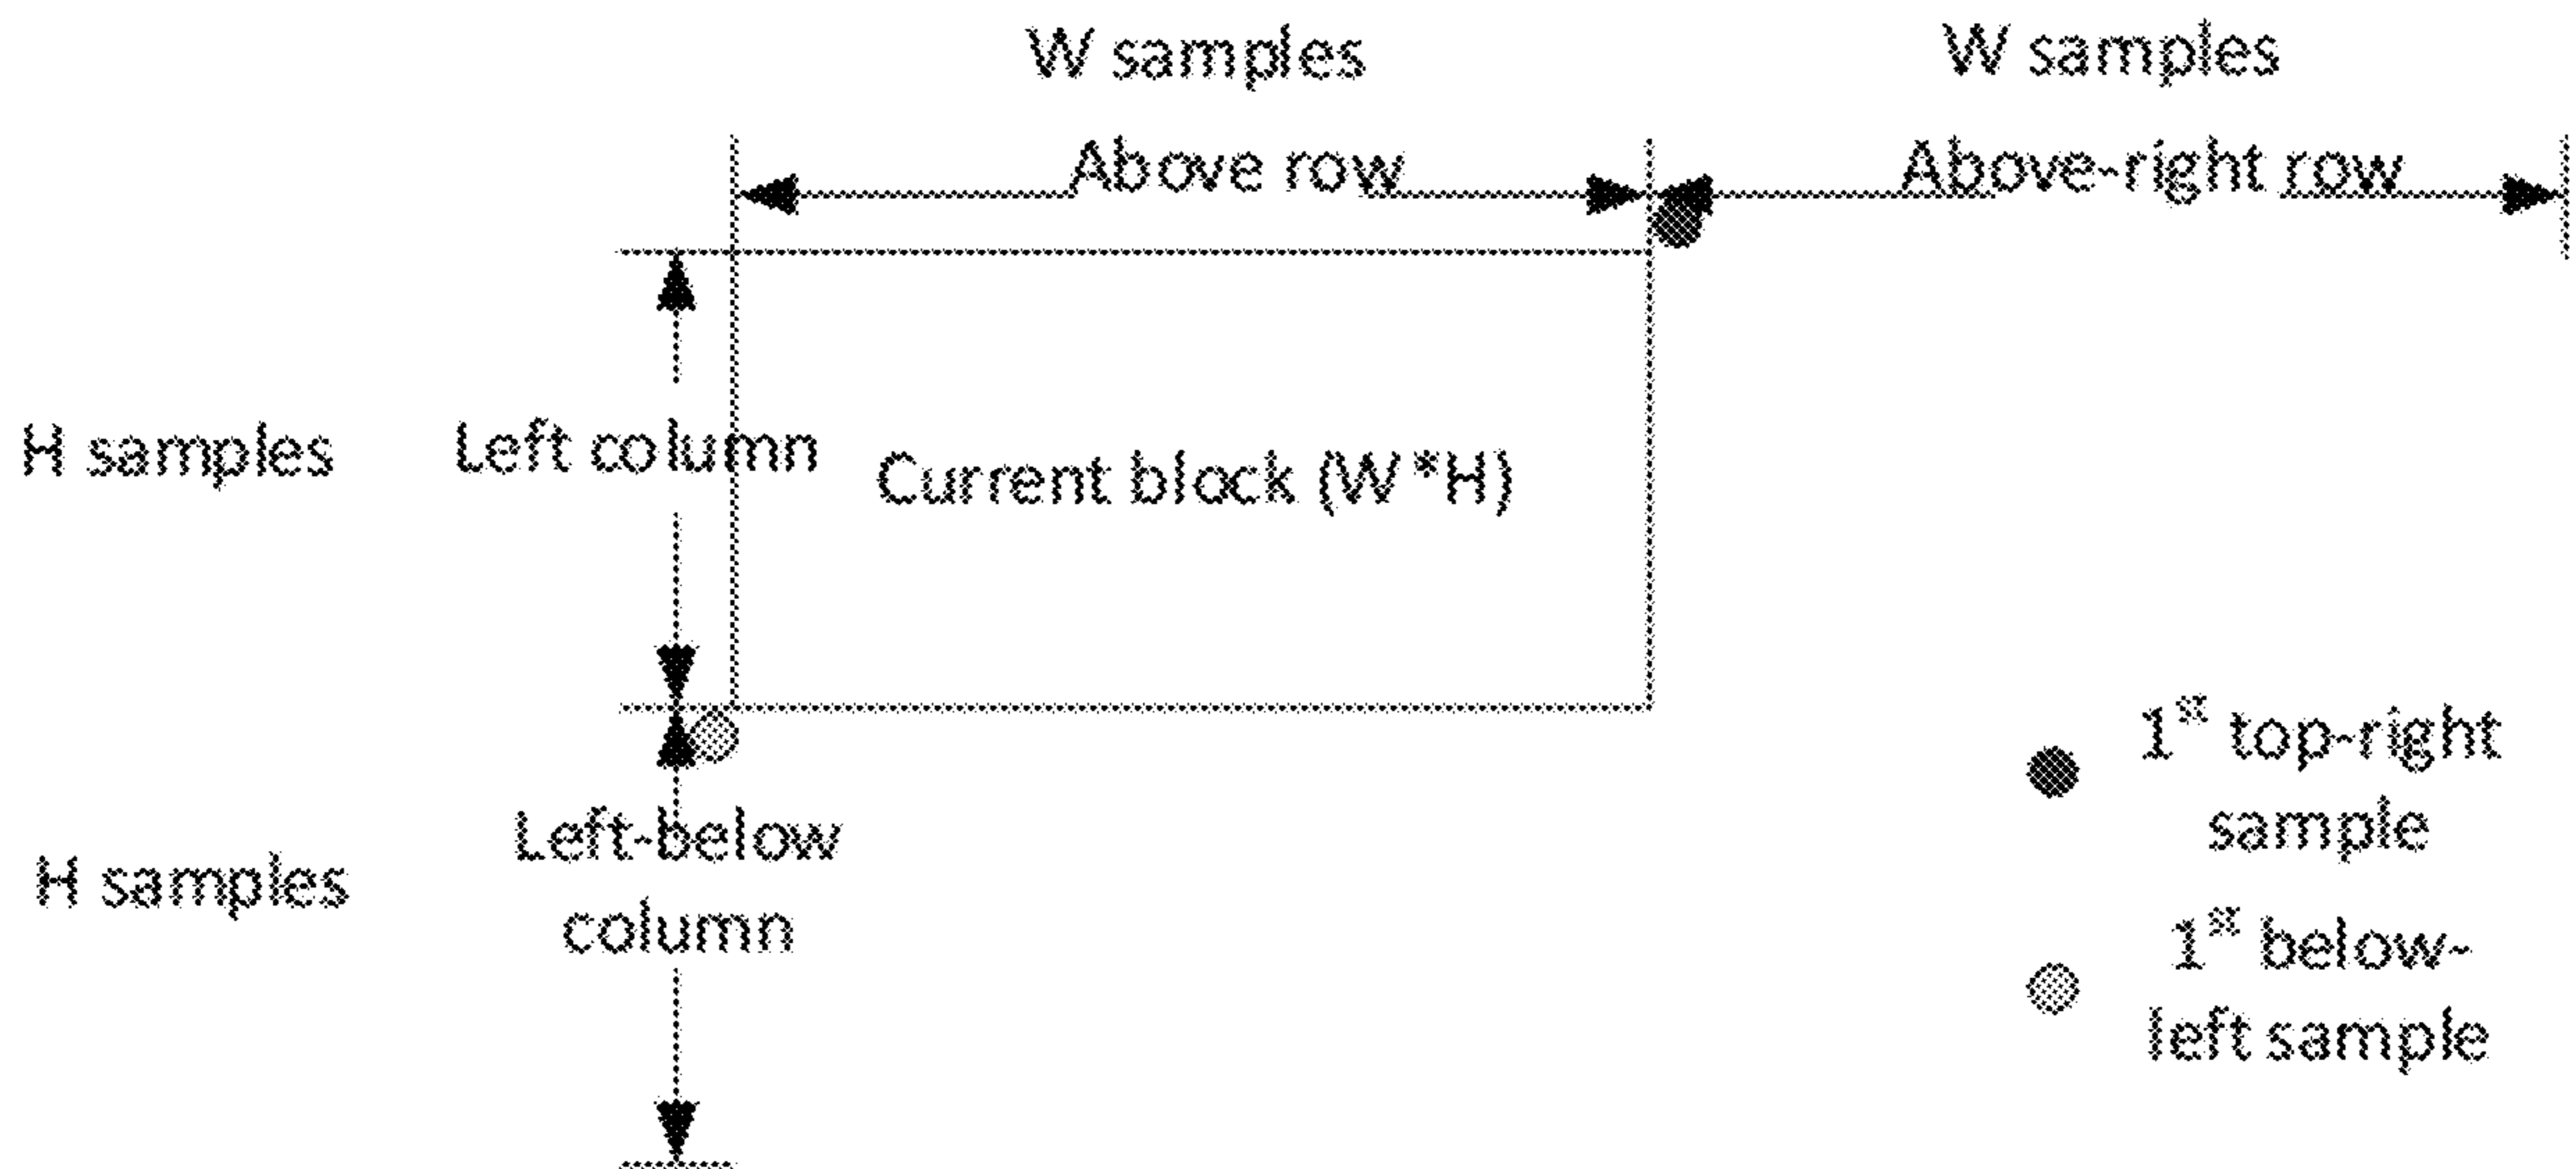 W samples
W samples
Above row
Above-right row
H samples
Left column
Current block (W*H)
1st top-right
sample
Left-below
column
H samples
1st below-
left sample